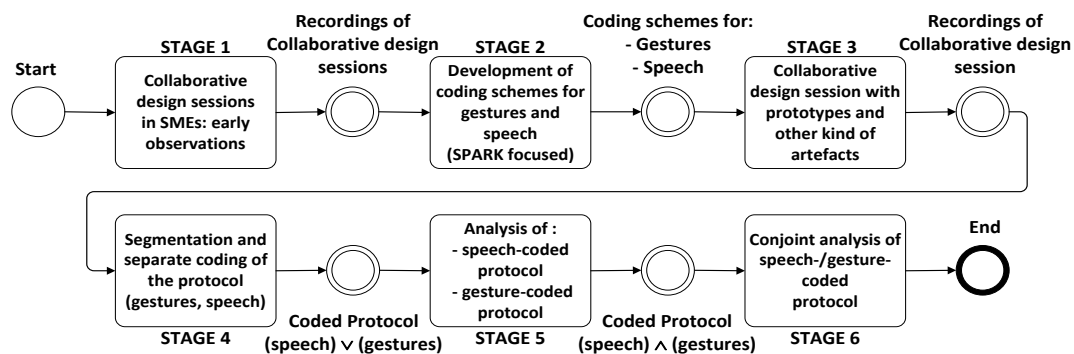 Start
STAGE 1
Collaborative
design sessions
in SMEs: early
observations
Recordings of
Collaborative design
sessions
STAGE 2
Development of
coding schemes for
gestures and
speech
(SPARK focused)
Coding schemes for:
- Gestures
- Speech
STAGE 3
Collaborative
design session with
prototypes and
other kind of
artefacts
Recordings of
Collaborative design
session
Segmentation and
separate coding of
the protocol
(gestures, speech)
STAGE 4
Coded Protocol
(speech) ∨ (gestures)
Analysis of :
- speech-coded
protocol
- gesture-coded
protocol
STAGE 5
Coded Protocol
(speech) ∧ (gestures)
Conjoint analysis of
speech-/gesture-
coded
protocol
STAGE 6
End